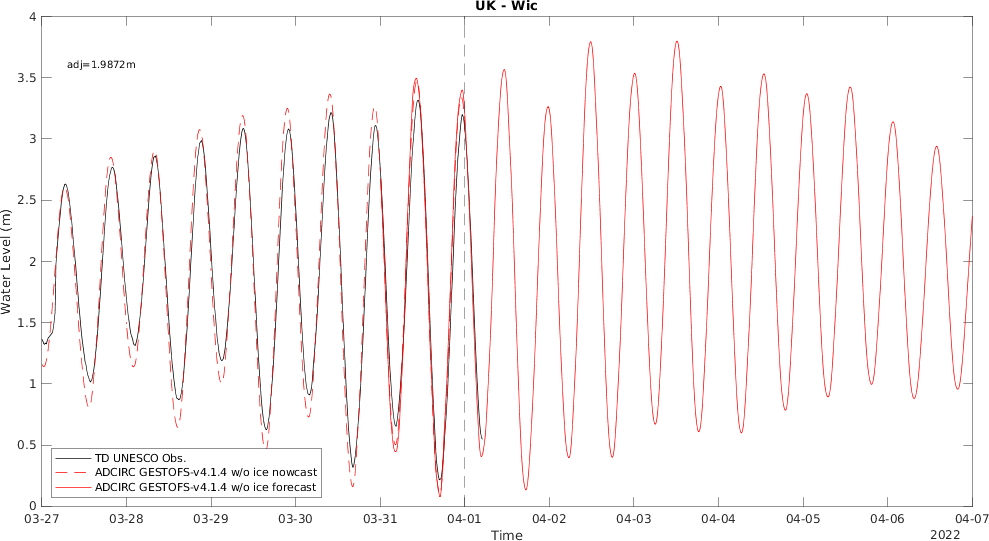 UK - Wic
adj=1.9872m
Water Level (m)
4
3.5
3
2.5
2
1.5
1
0.5
0
TD UNESCO Obs.
ADCIRC GESTOFS-v4.1.4 w/o ice nowcast
ADCIRC GESTOFS-v4.1.4 w/o ice forecast
03-27 03-28 03-29 03-30 03-31 04-01 04-02 04-03 04-04 04-05 04-06 04-07
Time
2022